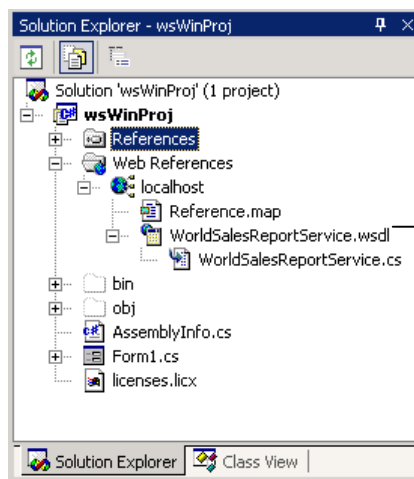 Solution Explorer - wsWinProj
Solution 'wsWinProj' (1 project)
wsWinProj
References
Web References
localhost
Reference.map
WorldSalesReportService.wsdl
WorldSalesReportService.cs
bin
obj
AssemblyInfo.cs
Form1.cs
licenses.licx
Solution Explorer Class View